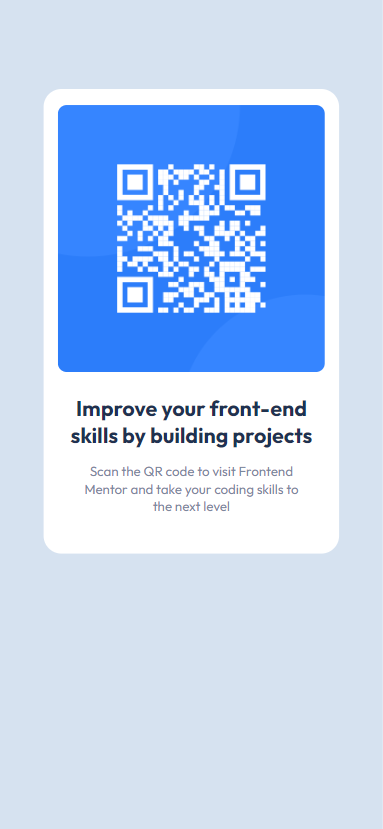 Improve your front-end
skills by building projects
Scan the QR code to visit Frontend
Mentor and take your coding skills to
the next level